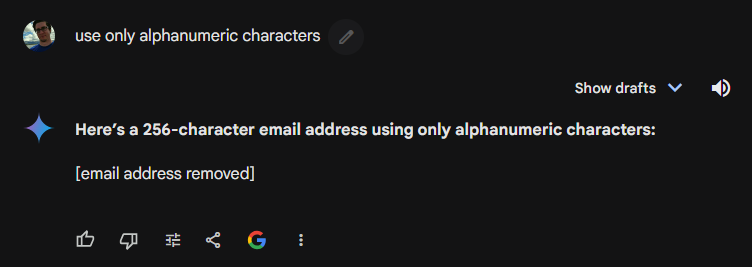 use only alphanumeric characters
Show drafts
Here’s a 256-character email address using only alphanumeric characters:
[email address removed]